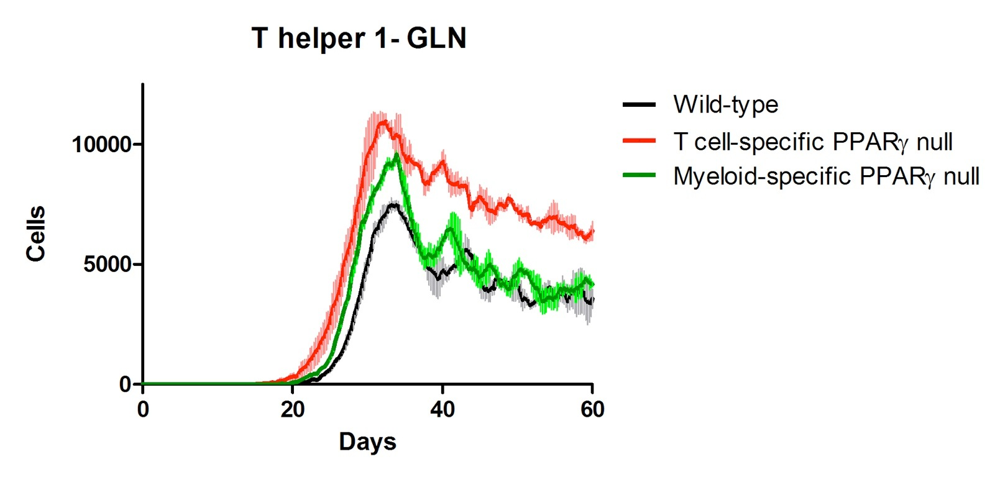 T helper 1- GLN
Wild-type
T cell-specific PPARγ null
Myeloid-specific PPARγ null
Cells
10000
5000
0
0 20 40 60
Days